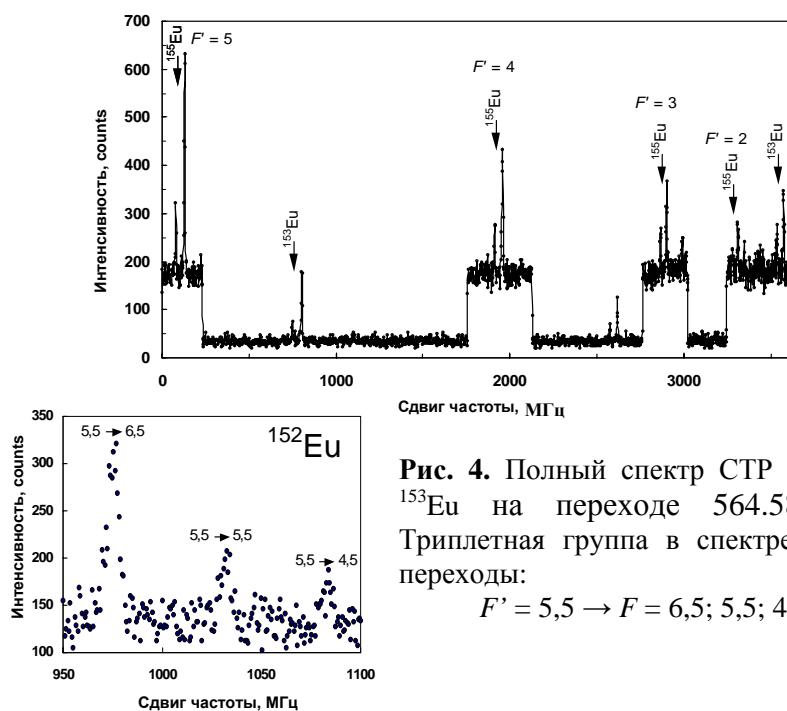 700
600
500
400
300
200
100
0
Интенсивность, counts
155Eu
F' = 5
153Eu
F' = 4
155Eu
F' = 3
155Eu
F' = 2
155Eu
153Eu
0 1000 2000 3000
Сдвиг частоты, МГц
350
300
250
200
150
100
Интенсивность, counts
5,5 → 6,5
152Eu
5,5 → 5,5
5,5 → 4,5
950 1000 1050 1100
Сдвиг частоты, МГц
Рис. 4. Полный спектр СТР
153Eu на переходе 564.5
Триплетная группа в спектре
переходы:
F' = 5,5 → F = 6,5; 5,5; 4